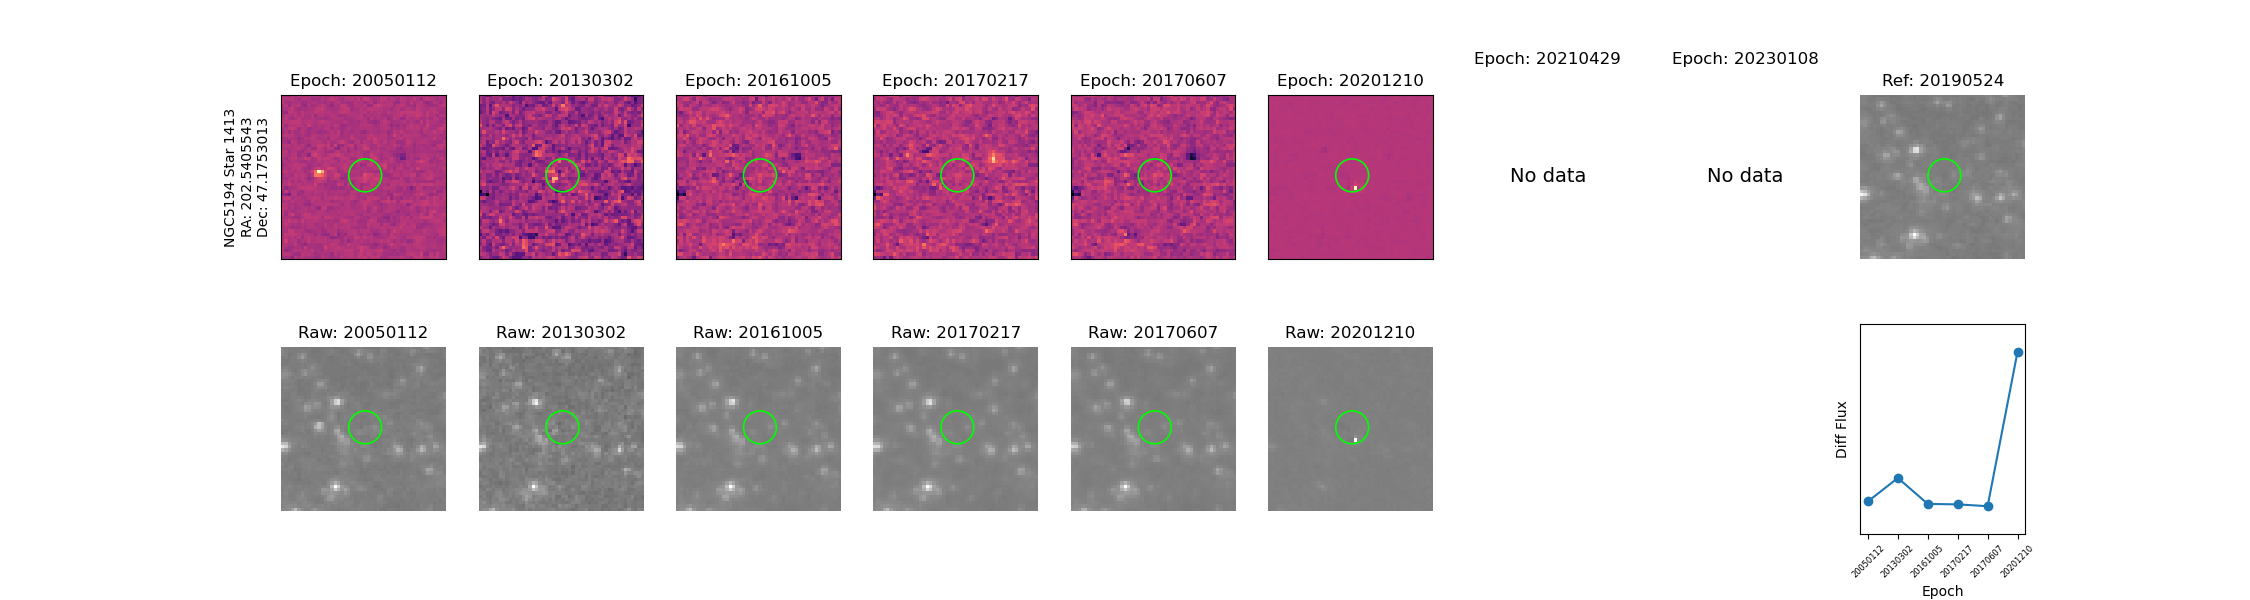 NGC5194 Star 1413
RA: 202.5405543
Dec: 47.1753013
Epoch: 20050112
Epoch: 20130302
Epoch: 20161005
Epoch: 20170217
Epoch: 20170607
Epoch: 20201210
Epoch: 20210429
Epoch: 20230108
Ref: 20190524
No data
No data
Raw: 20050112
Raw: 20130302
Raw: 20161005
Raw: 20170217
Raw: 20170607
Raw: 20201210
Diff Flux
20050112
20130302
20161005
20170217
20170607
20201210
Epoch